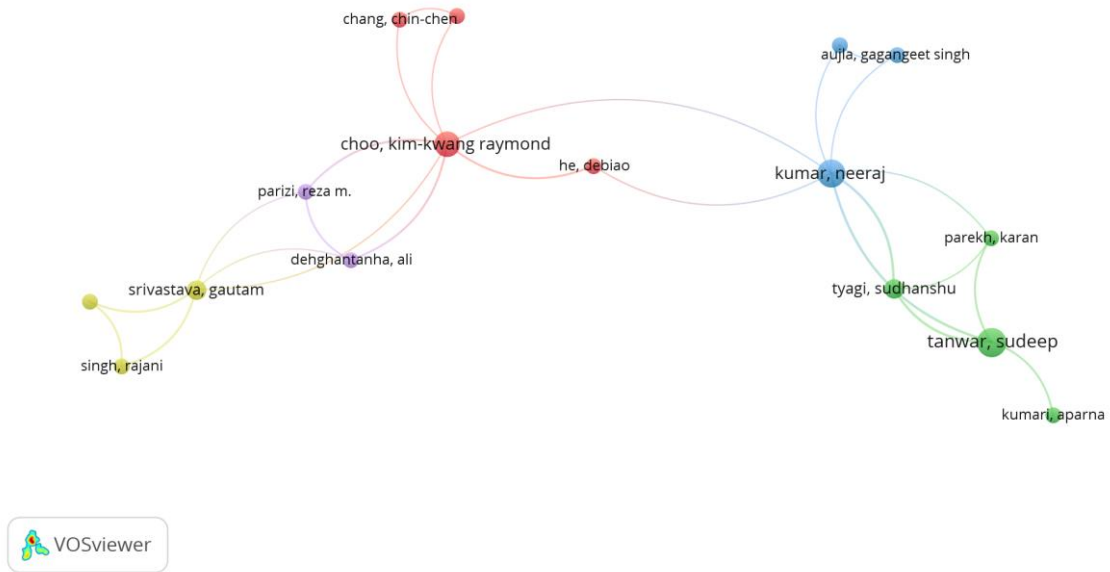 chang, chin-chen
aujla, gagangeet singh
choo, kim-kwang raymond
he, debiao
kumar, neeraj
parizi, reza m.
parekh, karan
dehghantanha, ali
srivastava, gautam
tyagi, sudhanshu
tanwar, sudeep
singh, rajani
kumari, aparna
VOSviewer